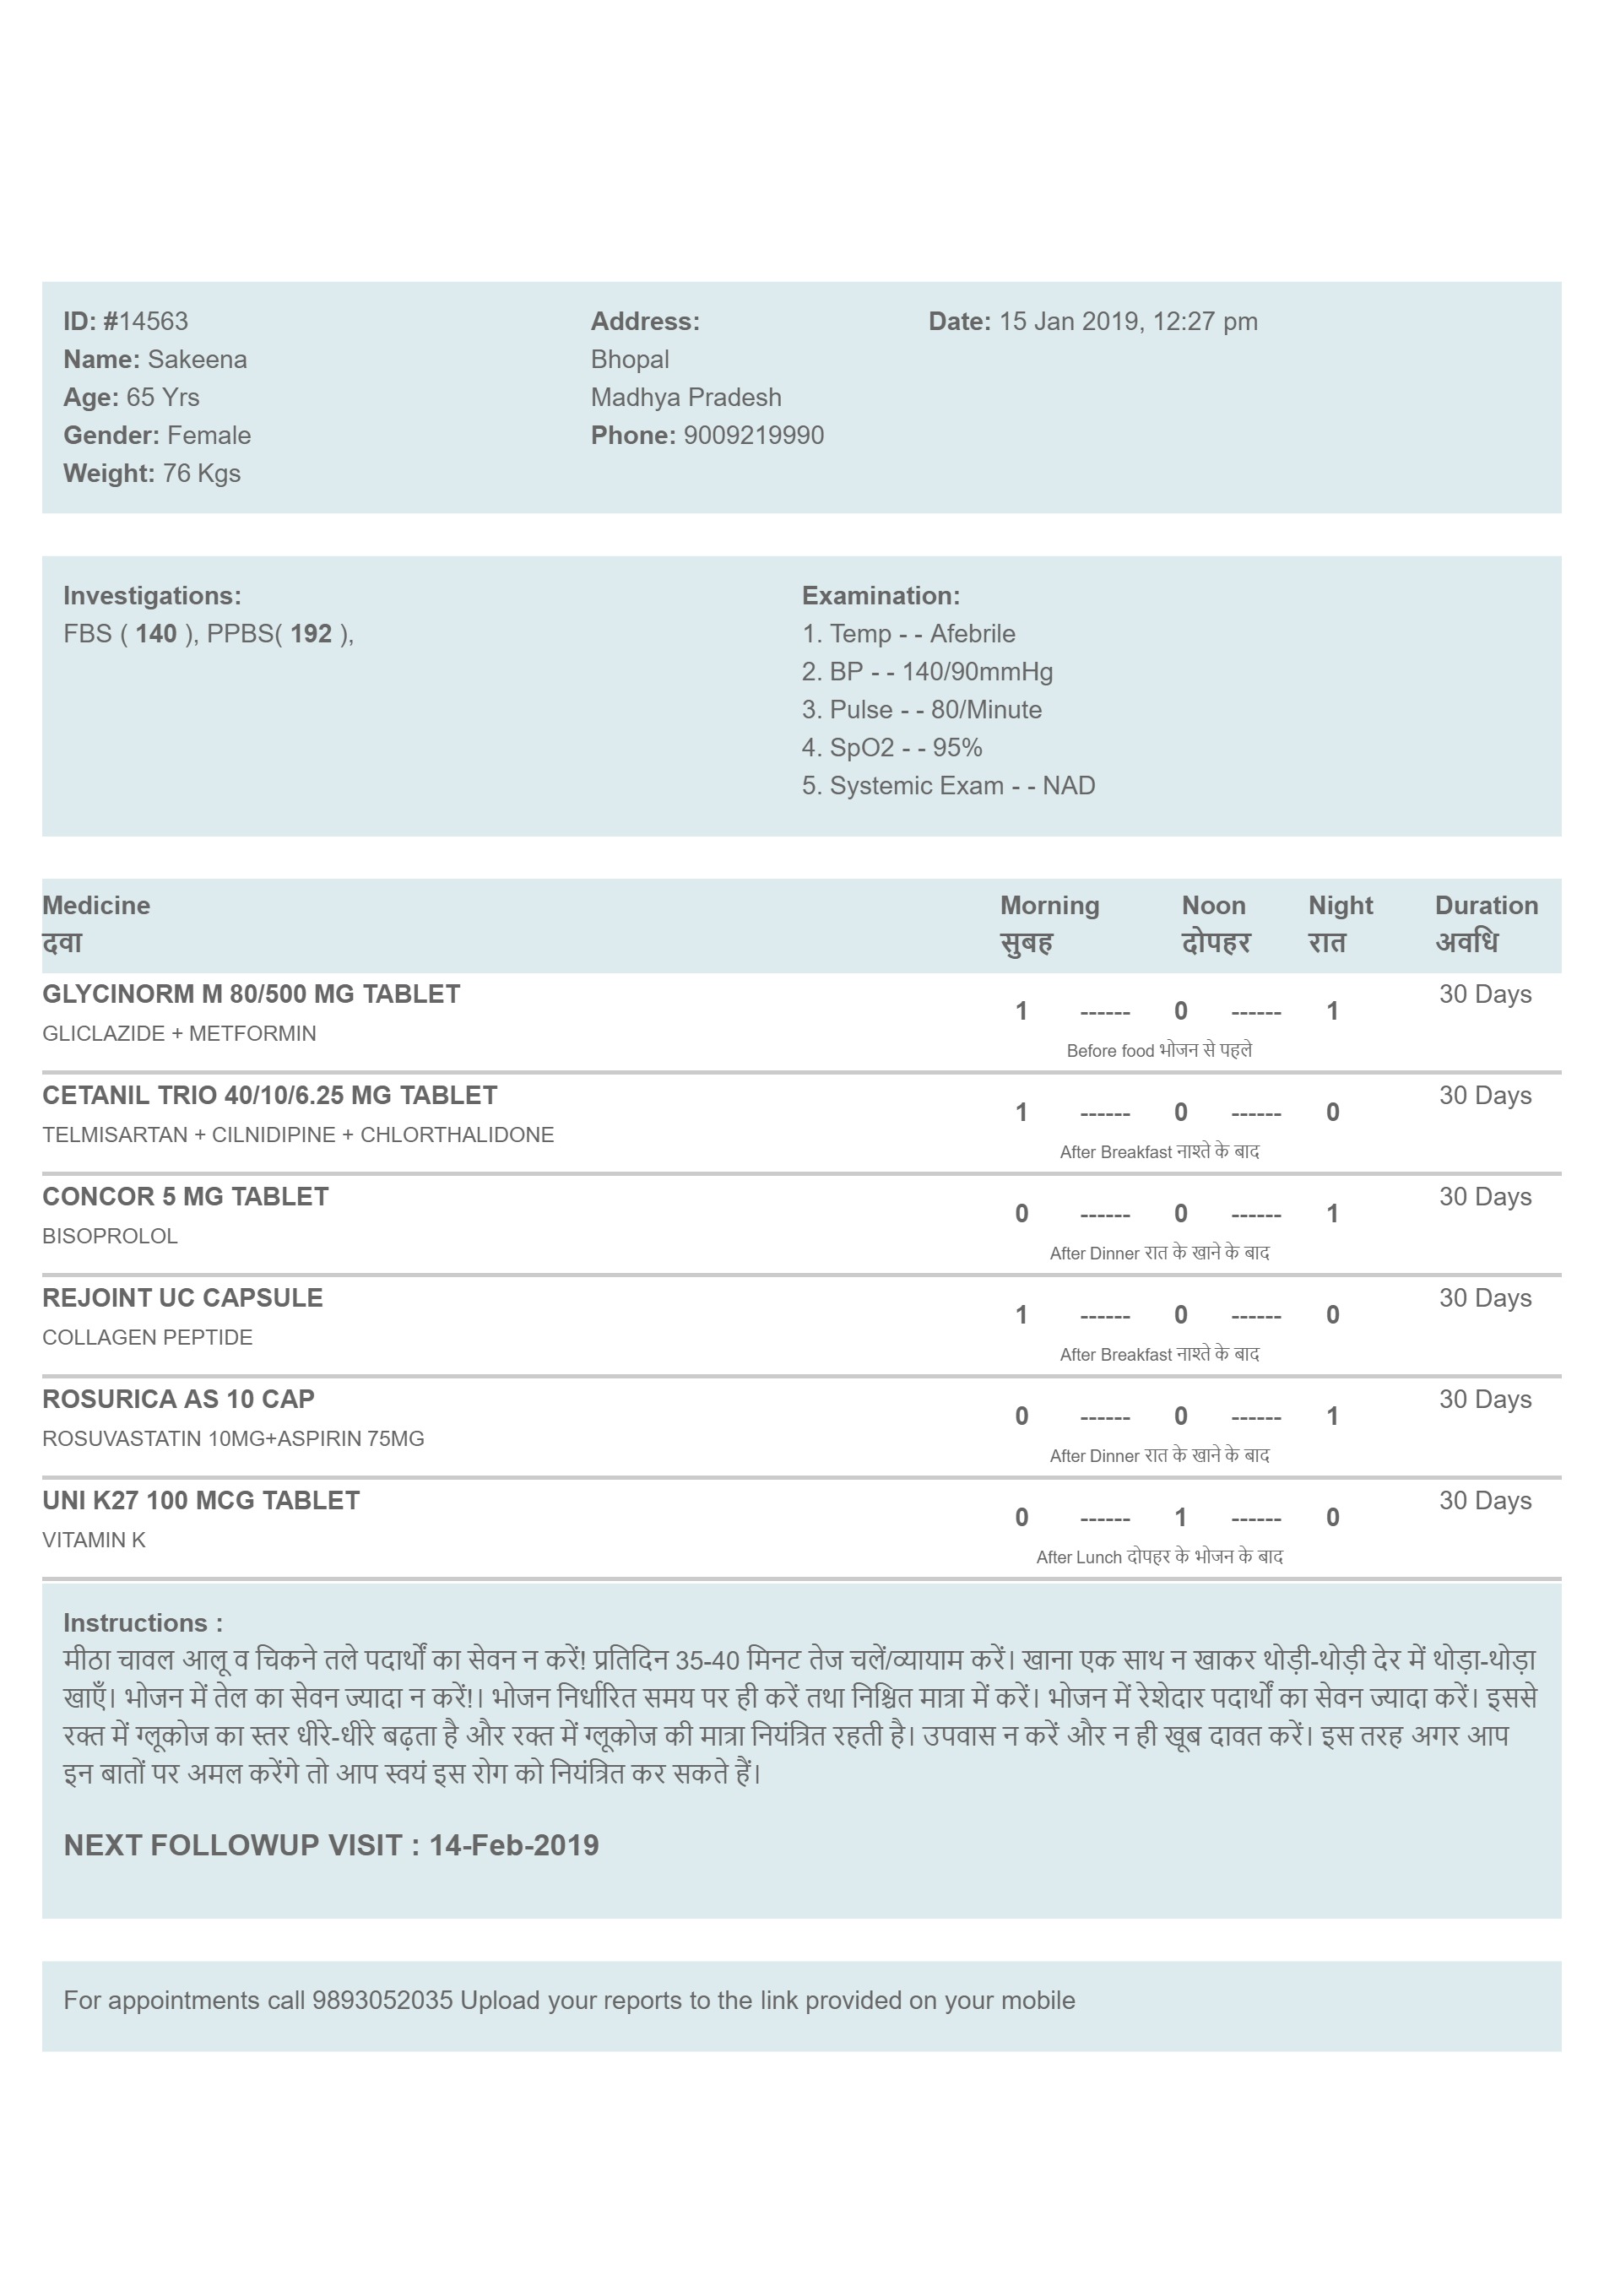 ID: #14563
Name: Sakeena
Age: 65 Yrs
Gender: Female
Weight: 76 Kgs
Address:
Bhopal
Madhya Pradesh
Phone: 9009219990
Date: 15 Jan 2019, 12:27 pm
Investigations:
FBS ( 140 ), PPBS( 192 ),
Examination:
1. Temp - - Afebrile
2. BP - - 140/90mmHg
3. Pulse - - 80/Minute
4. SpO2 - - 95%
5. Systemic Exam - - NAD
Medicine Morning Noon Night Duration
दवा सुबह दोपहर रात अवधि
GLYCINORM M 80/500 MG TABLET 30 Days
1 ------ 0 ------ 1
GLICLAZIDE + METFORMIN
Before food भोजन से पहले
CETANIL TRIO 40/10/6.25 MG TABLET 30 Days
1 ------ 0 ------ 0
TELMISARTAN + CILNIDIPINE + CHLORTHALIDONE
After Breakfast नाश्ते के बाद
CONCOR 5 MG TABLET 30 Days
0 ------ 0 ------ 1
BISOPROLOL
After Dinner रात के खाने के बाद
REJOINT UC CAPSULE 30 Days
1 ------ 0 ------ 0
COLLAGEN PEPTIDE
After Breakfast नाश्ते के बाद
ROSURICA AS 10 CAP 30 Days
0 ------ 0 ------ 1
ROSUVASTATIN 10MG+ASPIRIN 75MG
After Dinner रात के खाने के बाद
UNI K27 100 MCG TABLET 30 Days
0 ------ 1 ------ 0
VITAMIN K
After Lunch दोपहर के भोजन के बाद
Instructions :
मीठा चावल आलू व चिकने तले पदार्थों का सेवन न करें! प्रतिदिन 35-40 मिनट तेज चलें/व्यायाम करें। खाना एक साथ न खाकर थोड़ी-थोड़ी देर में थोड़ा-थोड़ा
खाएँ। भोजन में तेल का सेवन ज्यादा न करें!। भोजन निर्धारित समय पर ही करें तथा निश्चित मात्रा में करें। भोजन में रेशेदार पदार्थों का सेवन ज्यादा करें। इससे
रक्त में ग्लूकोज का स्तर धीरे-धीरे बढ़ता है और रक्त में ग्लूकोज की मात्रा नियंत्रित रहती है। उपवास न करें और न ही खूब दावत करें। इस तरह अगर आप
इन बातों पर अमल करेंगे तो आप स्वयं इस रोग को नियंत्रित कर सकते हैं।
NEXT FOLLOWUP VISIT : 14-Feb-2019
For appointments call 9893052035 Upload your reports to the link provided on your mobile